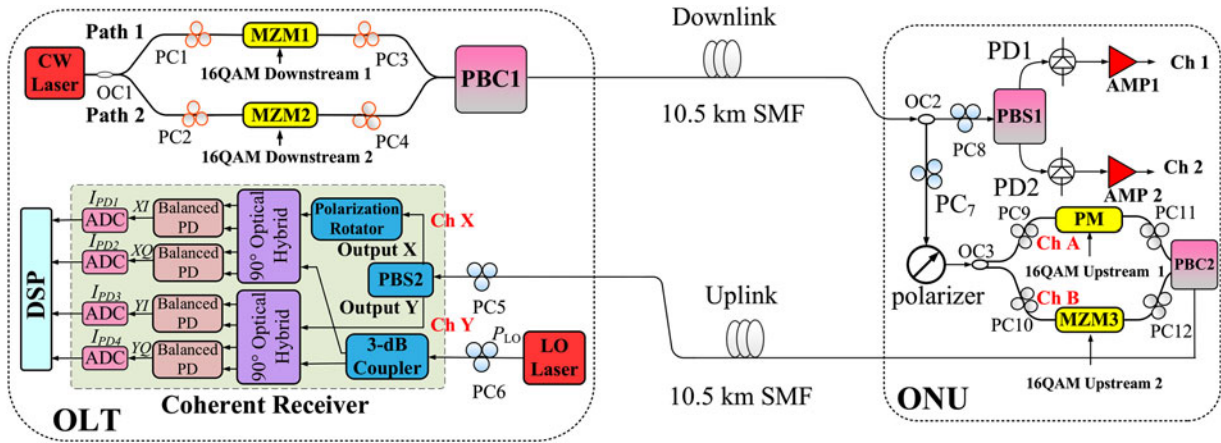 Path 1
CW
Laser
OC1
Path 2
PC1
MZM1
16QAM Downstream 1
PC3
PC2
MZM2
16QAM Downstream 2
PC4
PBC1
Downlink
10.5 km SMF
OC2
PC8
PBS1
PD1
AMP1
Ch 1
PD2
AMP 2
Ch 2
PC7
polarizer
OC3
PC9
Ch A
PM
16QAM Upstream 1
PC11
PBC2
PC10
Ch B
MZM3
PC12
16QAM Upstream 2
ONU
Uplink
10.5 km SMF
DSP
IPD1
ADC
XI
Balanced
PD
IPD2
ADC
XQ
Balanced
PD
IPD3
ADC
YI
Balanced
PD
IPD4
ADC
YQ
Balanced
PD
90° Optical
Hybrid
90° Optical
Hybrid
Polarization
Rotator
Ch X
Output X
PBS2
Output Y
Ch Y
3-dB
Coupler
PC5
PLO
PC6
LO
Laser
Coherent Receiver
OLT